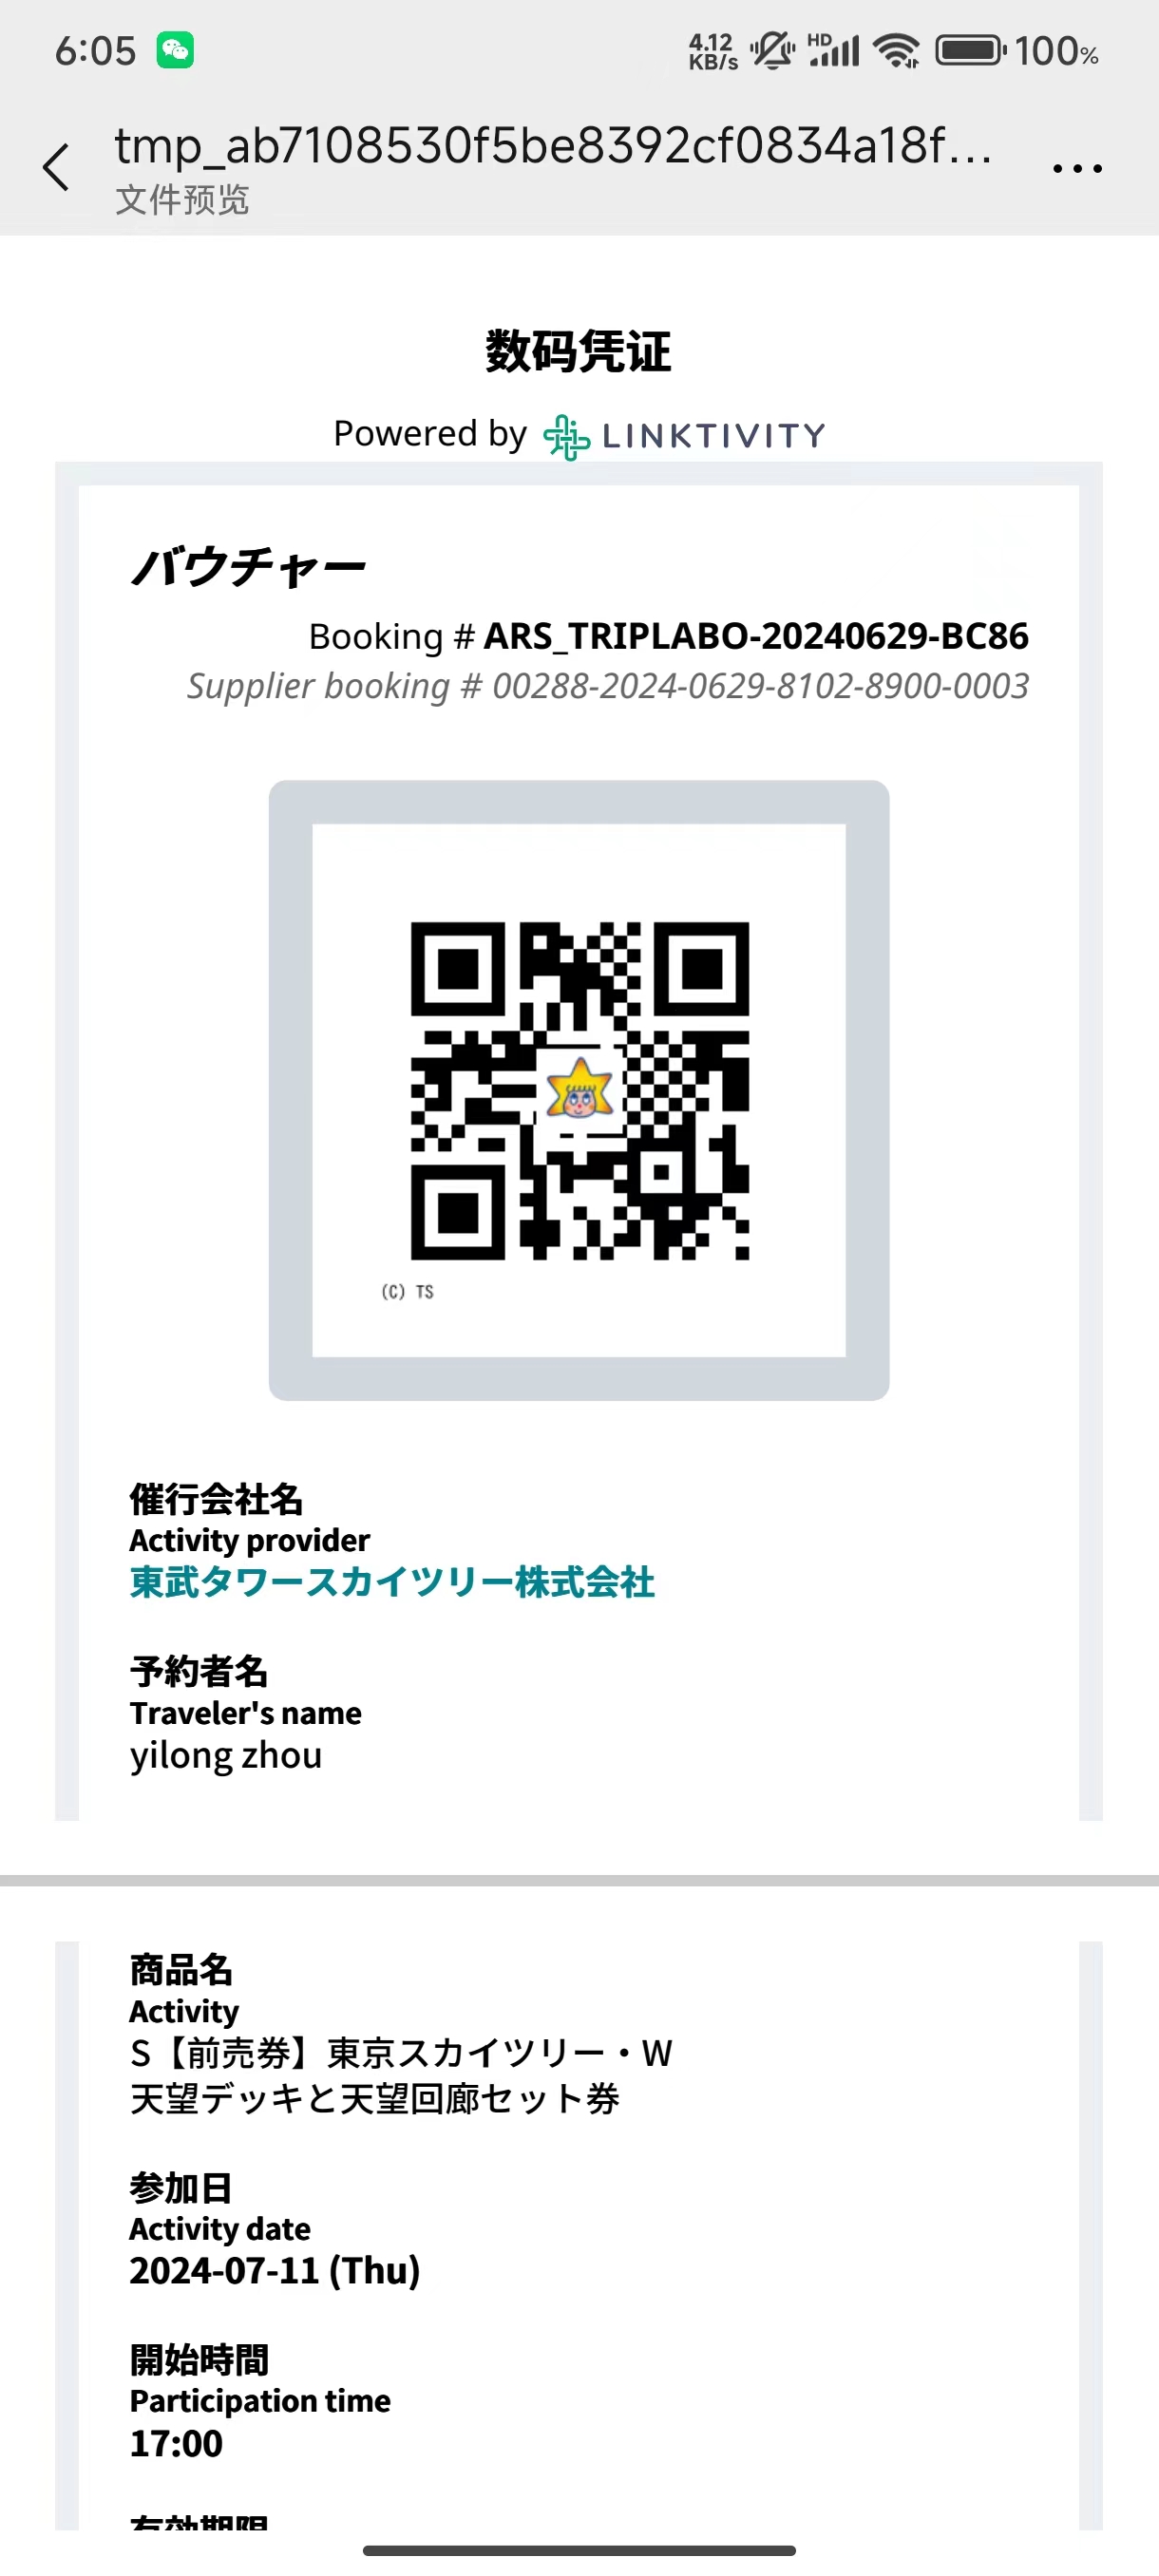 6:05
4.12 KB/s HD 100%
tmp_ab7108530f5be8392cf0834a18f...
文件预览
数码凭证
Powered by LINKTIVITY
バウチャー
Booking # ARS_TRIPLABO-20240629-BC86
Supplier booking # 00288-2024-0629-8102-8900-0003
(C) TS
催行会社名
Activity provider
東武タワースカイツリー株式会社
予約者名
Traveler's name
yilong zhou
商品名
Activity
S【前売券】東京スカイツリー・W
天望デッキと天望回廊セット券
参加日
Activity date
2024-07-11 (Thu)
開始時間
Participation time
17:00
有効期限